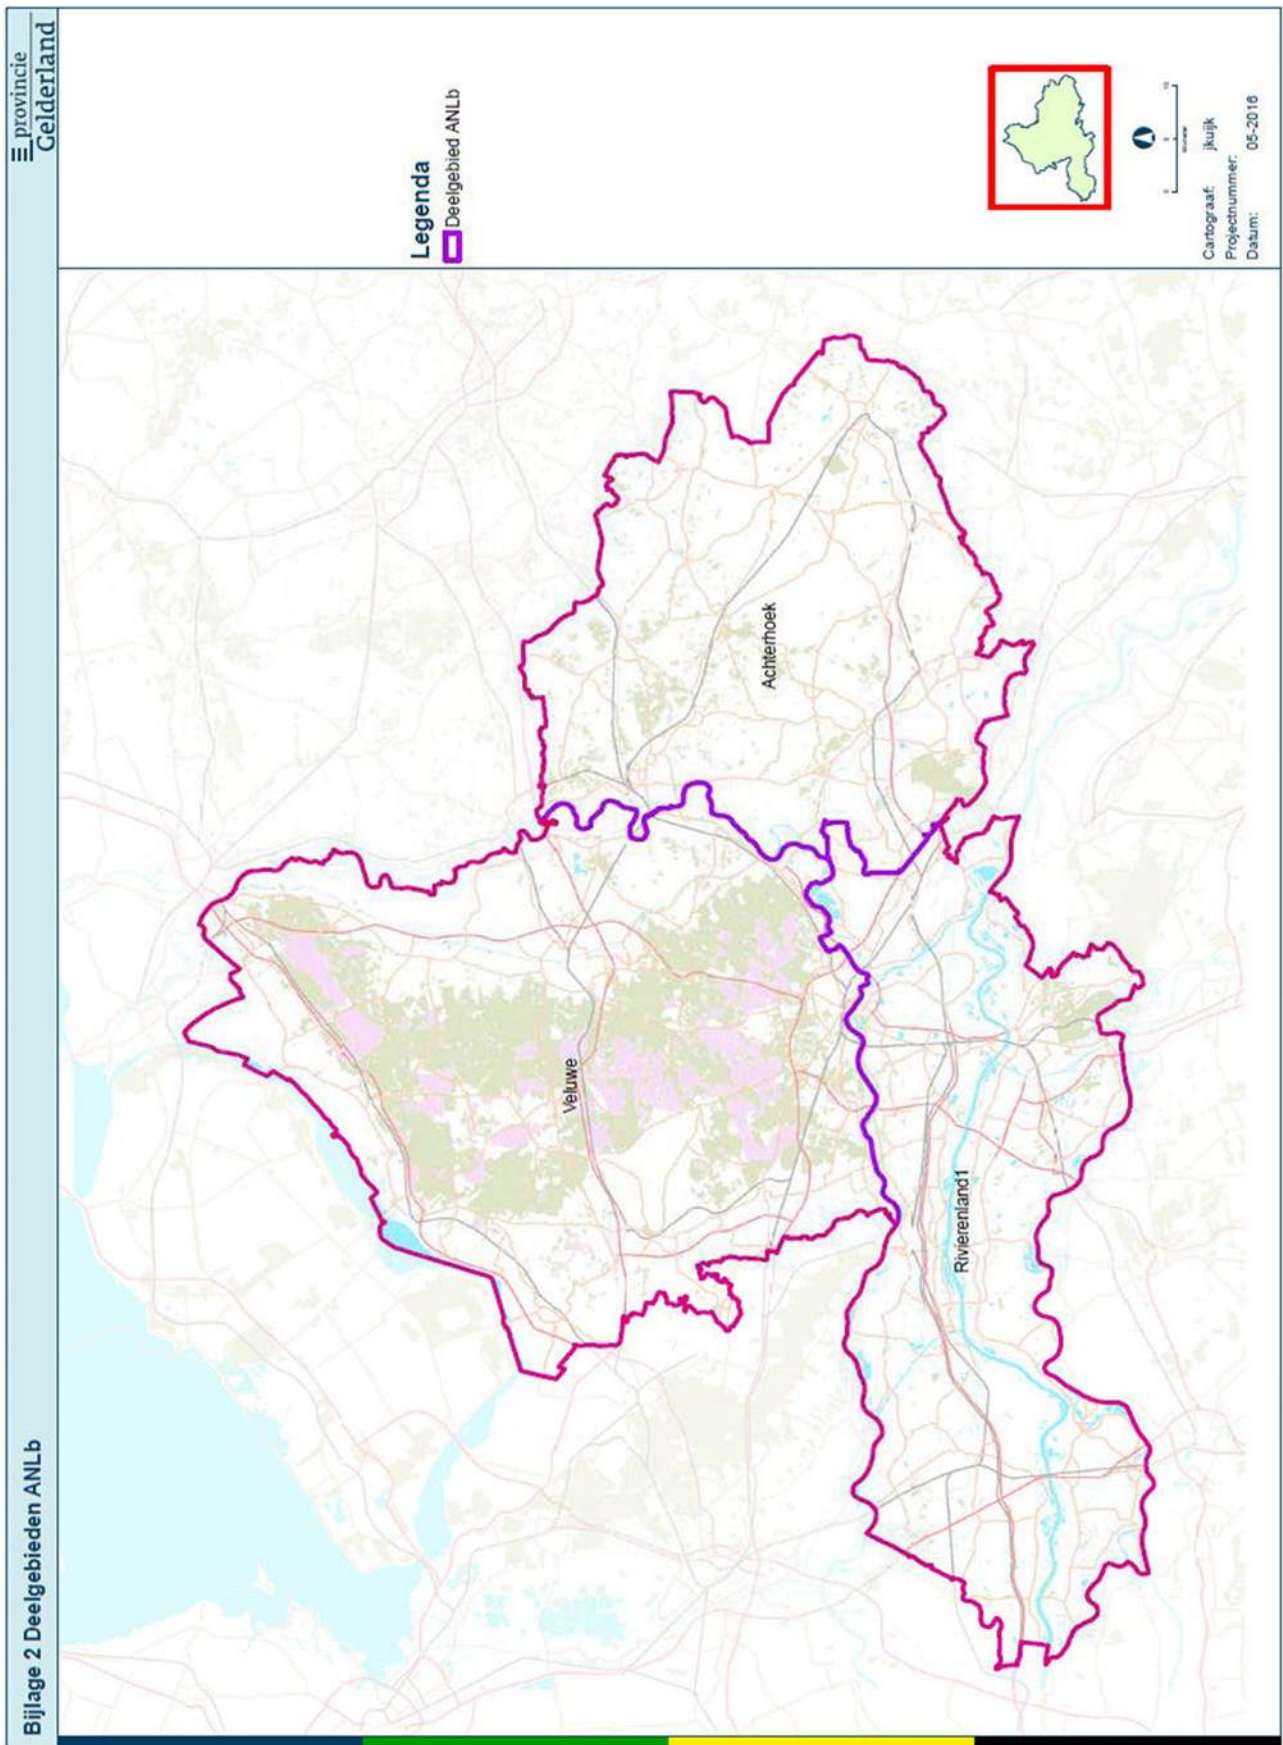 Bijlage 2 Deelgebieden ANLb
provincie
Gelderland
Legenda
Deelgebied ANLb
Veluwe
Achterhoek
Rivierenland1
Cartograaf: jkuijk
Projectnummer:
Datum: 05-2016